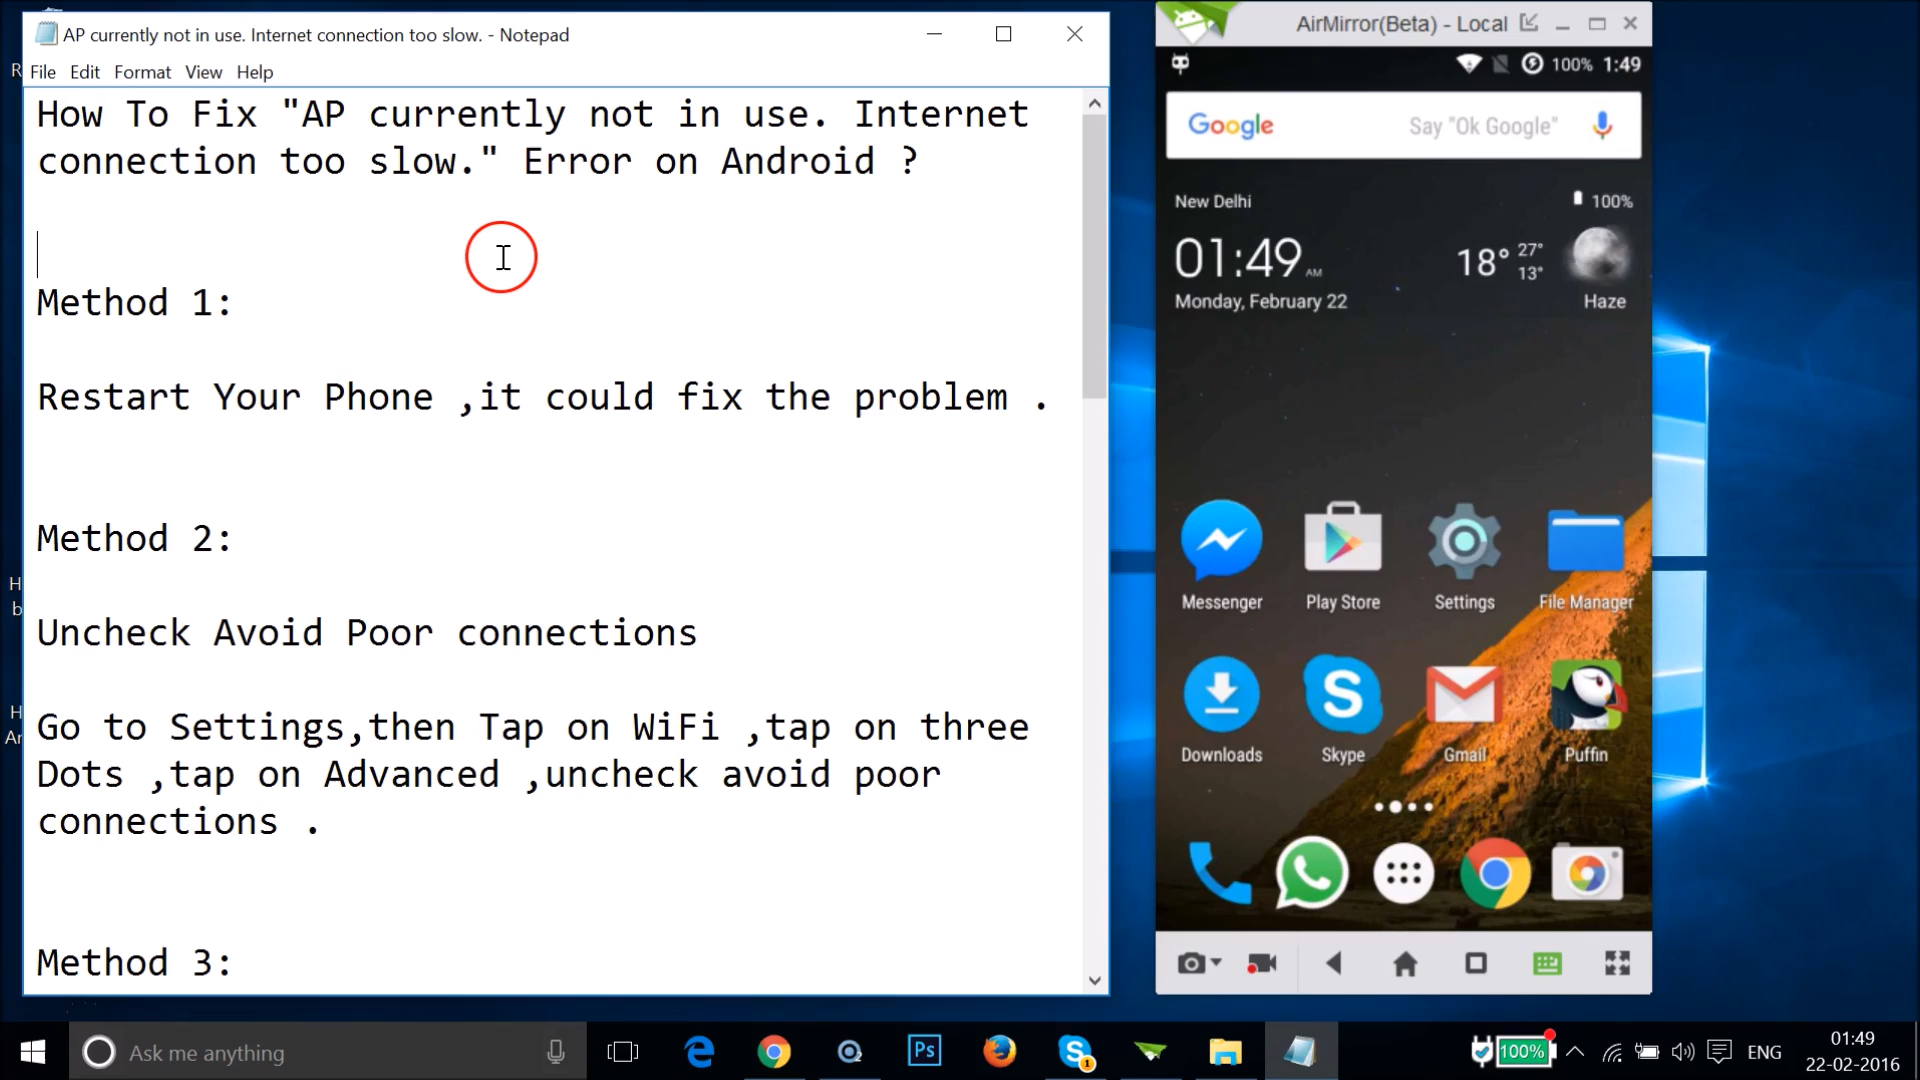 AP currently not in use. Internet connection too slow. - Notepad
File Edit Format View Help
How To Fix "AP currently not in use. Internet
connection too slow." Error on Android ?
Method 1:
Restart Your Phone ,it could fix the problem .
Method 2:
Uncheck Avoid Poor connections
Go to Settings,then Tap on WiFi ,tap on three
Dots ,tap on Advanced ,uncheck avoid poor
connections .
Method 3:
AirMirror(Beta) - Local
100% 1:49
Google Say "Ok Google"
New Delhi 100%
01:49 AM 18° 27° 13°
Monday, February 22 Haze
Messenger Play Store Settings File Manager
Downloads Skype Gmail Puffin
Ask me anything
Ps
1
100%
ENG
01:49
22-02-2016